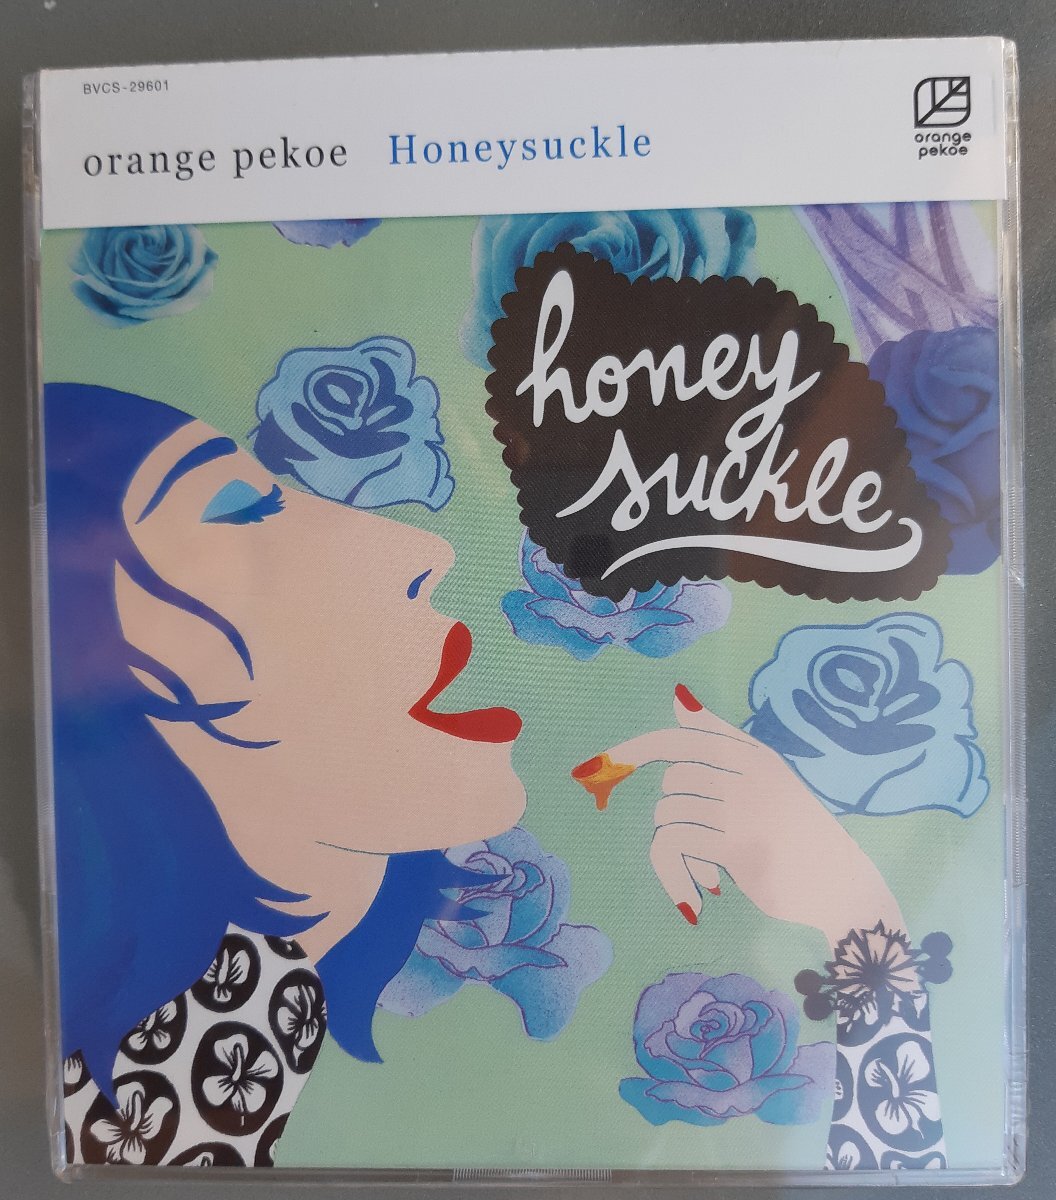 BVCS-29601
orange pekoe Honeysuckle
orange
pekoe
honey
suckle